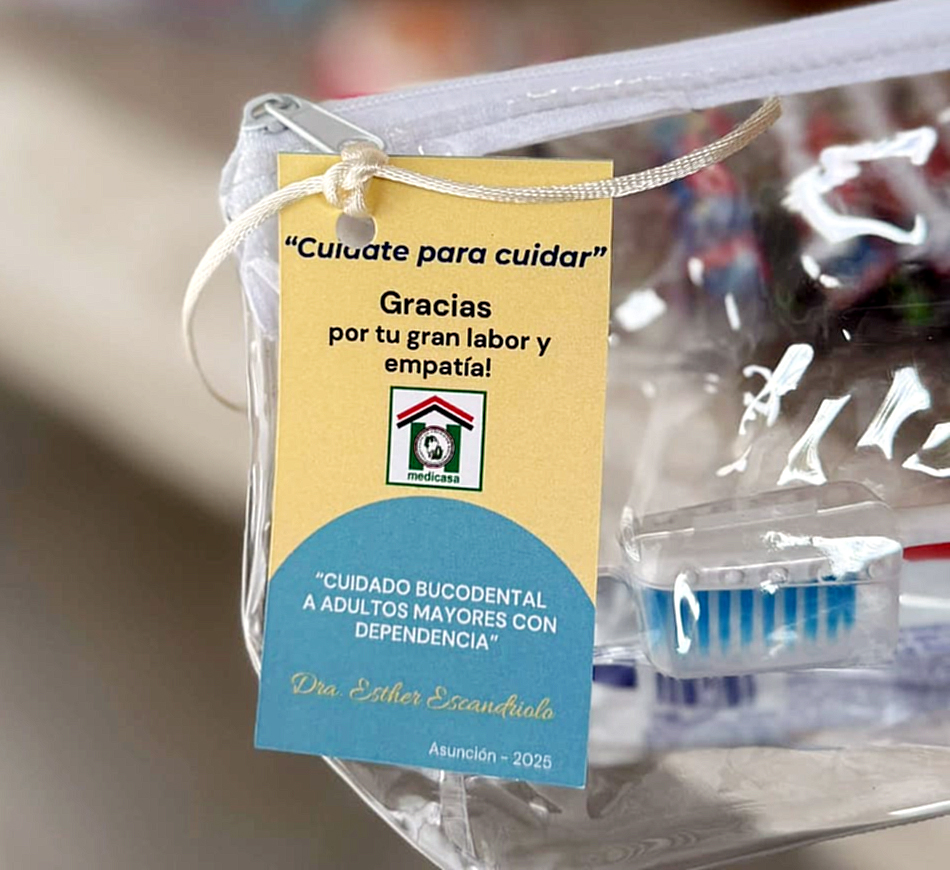 “Cuidate para cuidar”
Gracias
por tu gran labor y
empatía!
medicasa
“CUIDADO BUCODENTAL
A ADULTOS MAYORES CON
DEPENDENCIA”
Dra. Esther Escandriolo
Asunción - 2025